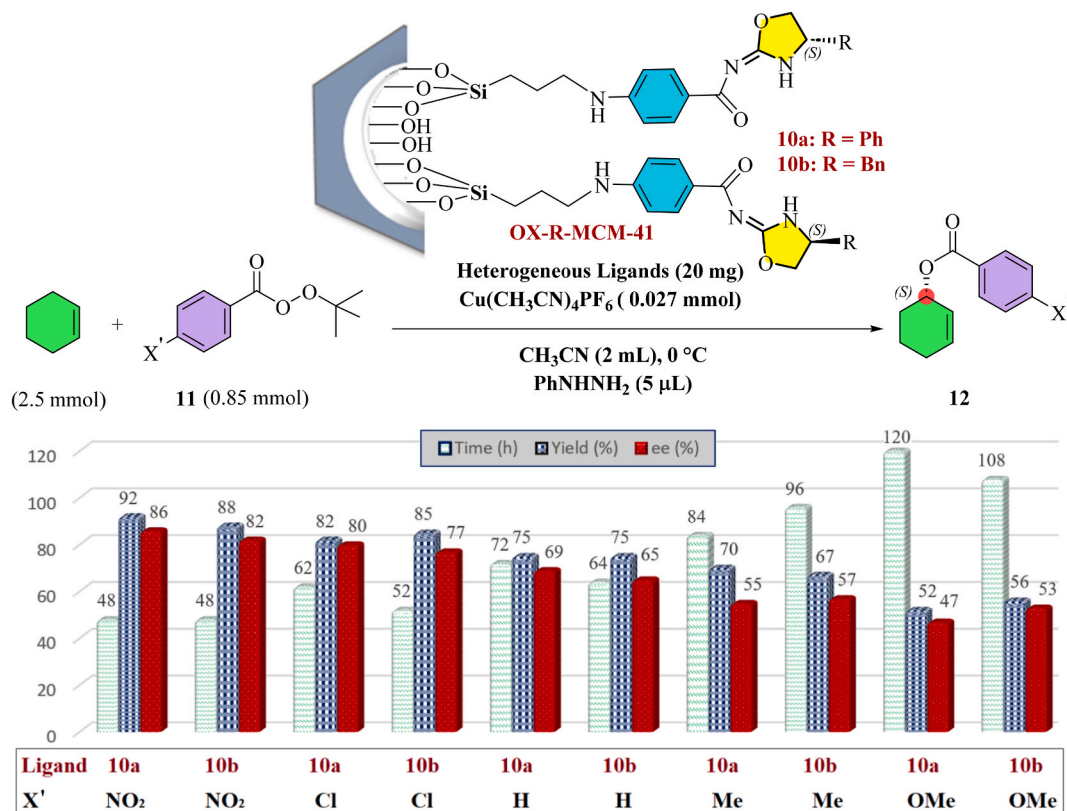 O
(S)
R
N
N
H
O
Si
O
O
N
H
O
OH
OH
10a: R = Ph
10b: R = Bn
O
O
O
Si
H
N
O
N
H
N
(S)
R
O
OX-R-MCM-41
Heterogeneous Ligands (20 mg)
Cu(CH3CN)4PF6 ( 0.027 mmol)
CH3CN (2 mL), 0 °C
PhNHNH2 (5 μL)
+
O
O
O
X'
(2.5 mmol)
11 (0.85 mmol)
O
O
(S)
X
12
Time (h) Yield (%) ee (%)
120
100
80
60
40
20
0
48 92 86
48 88 82
62 82 80
52 85 77
72 75 69
64 75 65
84 70 55
96 67 57
120 52 47
108 56 53
Ligand 10a 10b 10a 10b 10a 10b 10a 10b 10a 10b
X' NO2 NO2 Cl Cl H H Me Me OMe OMe